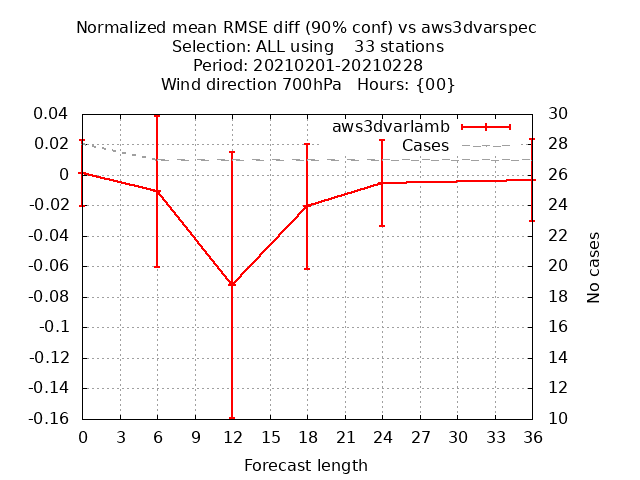 Normalized mean RMSE diff (90% conf) vs aws3dvarspec
Selection: ALL using    33 stations
Period: 20210201-20210228
Wind direction 700hPa   Hours: {00}
aws3dvarlamb
Cases
0.04
0.02
0
-0.02
-0.04
-0.06
-0.08
-0.1
-0.12
-0.14
-0.16
30
28
26
24
22
20
18
16
14
12
10
No cases
0 3 6 9 12 15 18 21 24 27 30 33 36
Forecast length